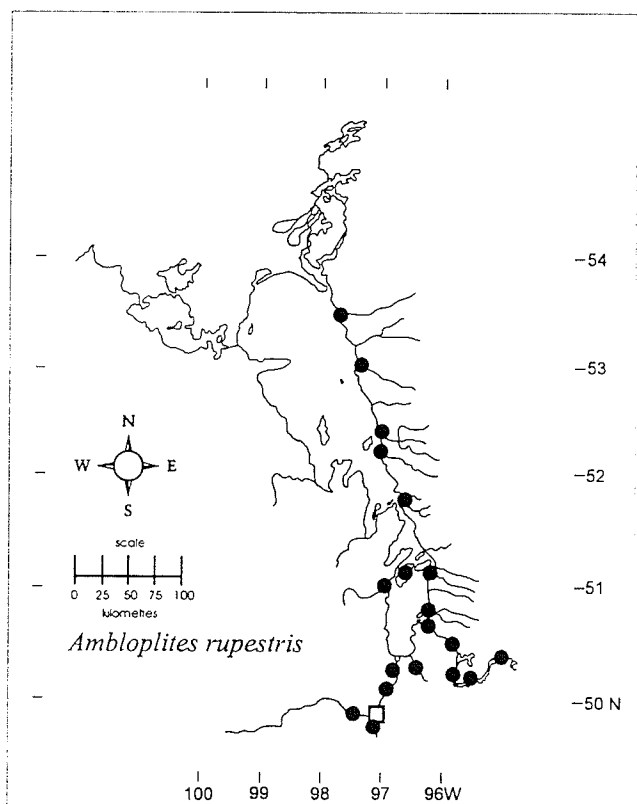 –54
–53
N
W E
S
–52
scale
0 25 50 75 100
kilometres
–51
Ambloplites rupestris
–50 N
100 99 98 97 96W